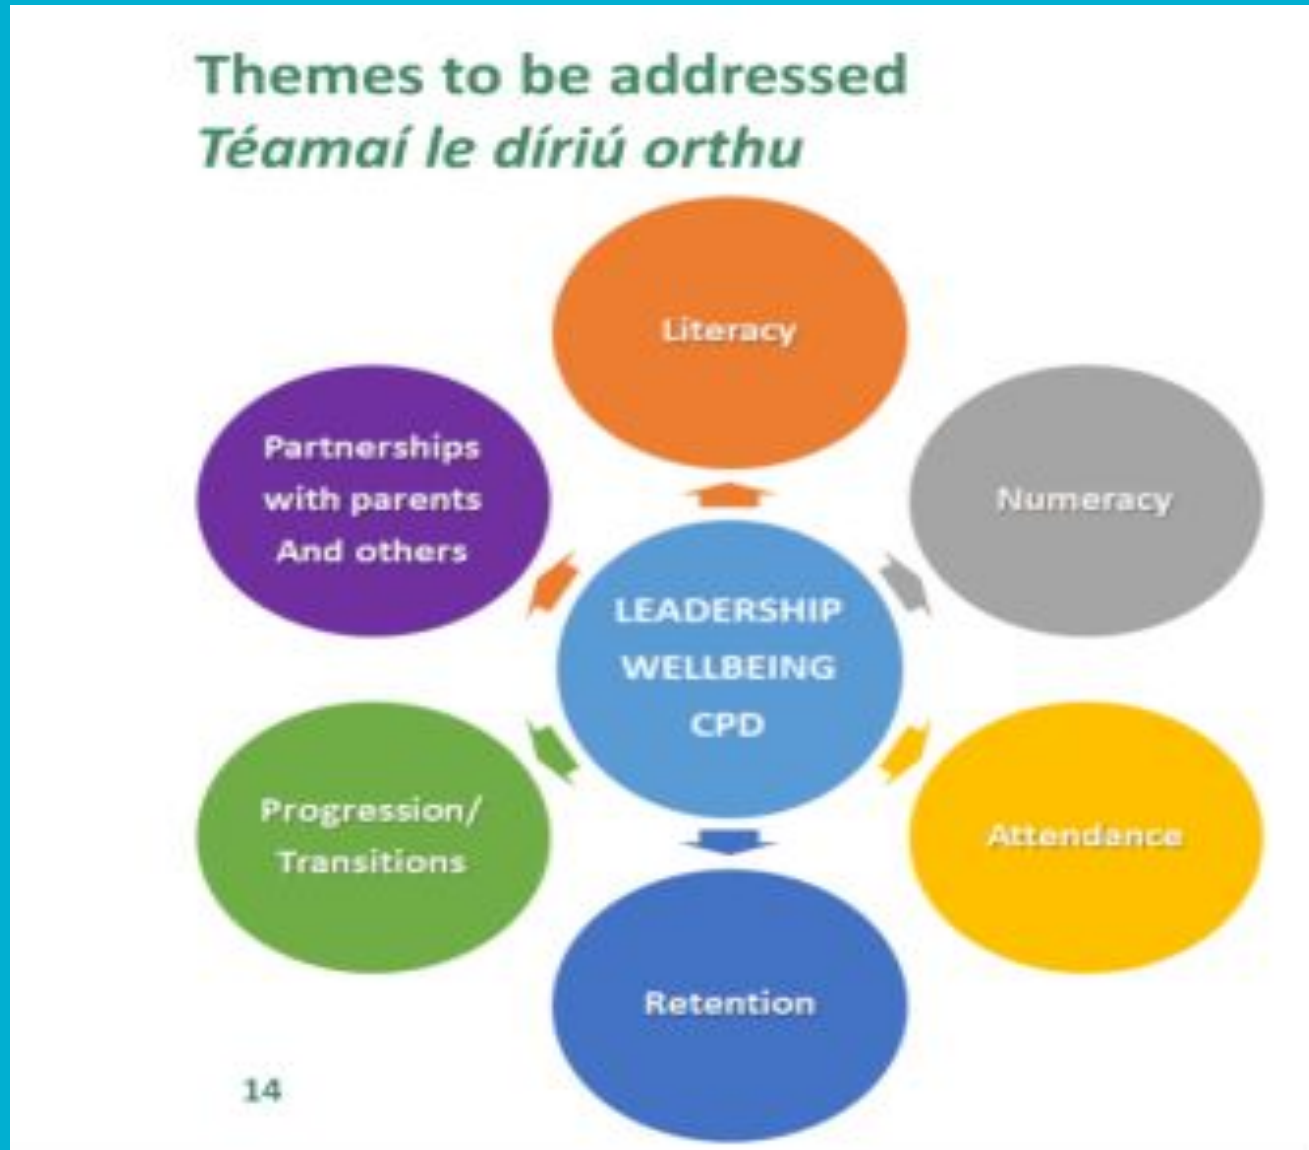 Themes to be addressed
Téamaí le díriú orthu
Literacy
Numeracy
Attendance
Retention
Progression/
Transitions
Partnerships
with parents
And others
LEADERSHIP
WELLBEING
CPD
14